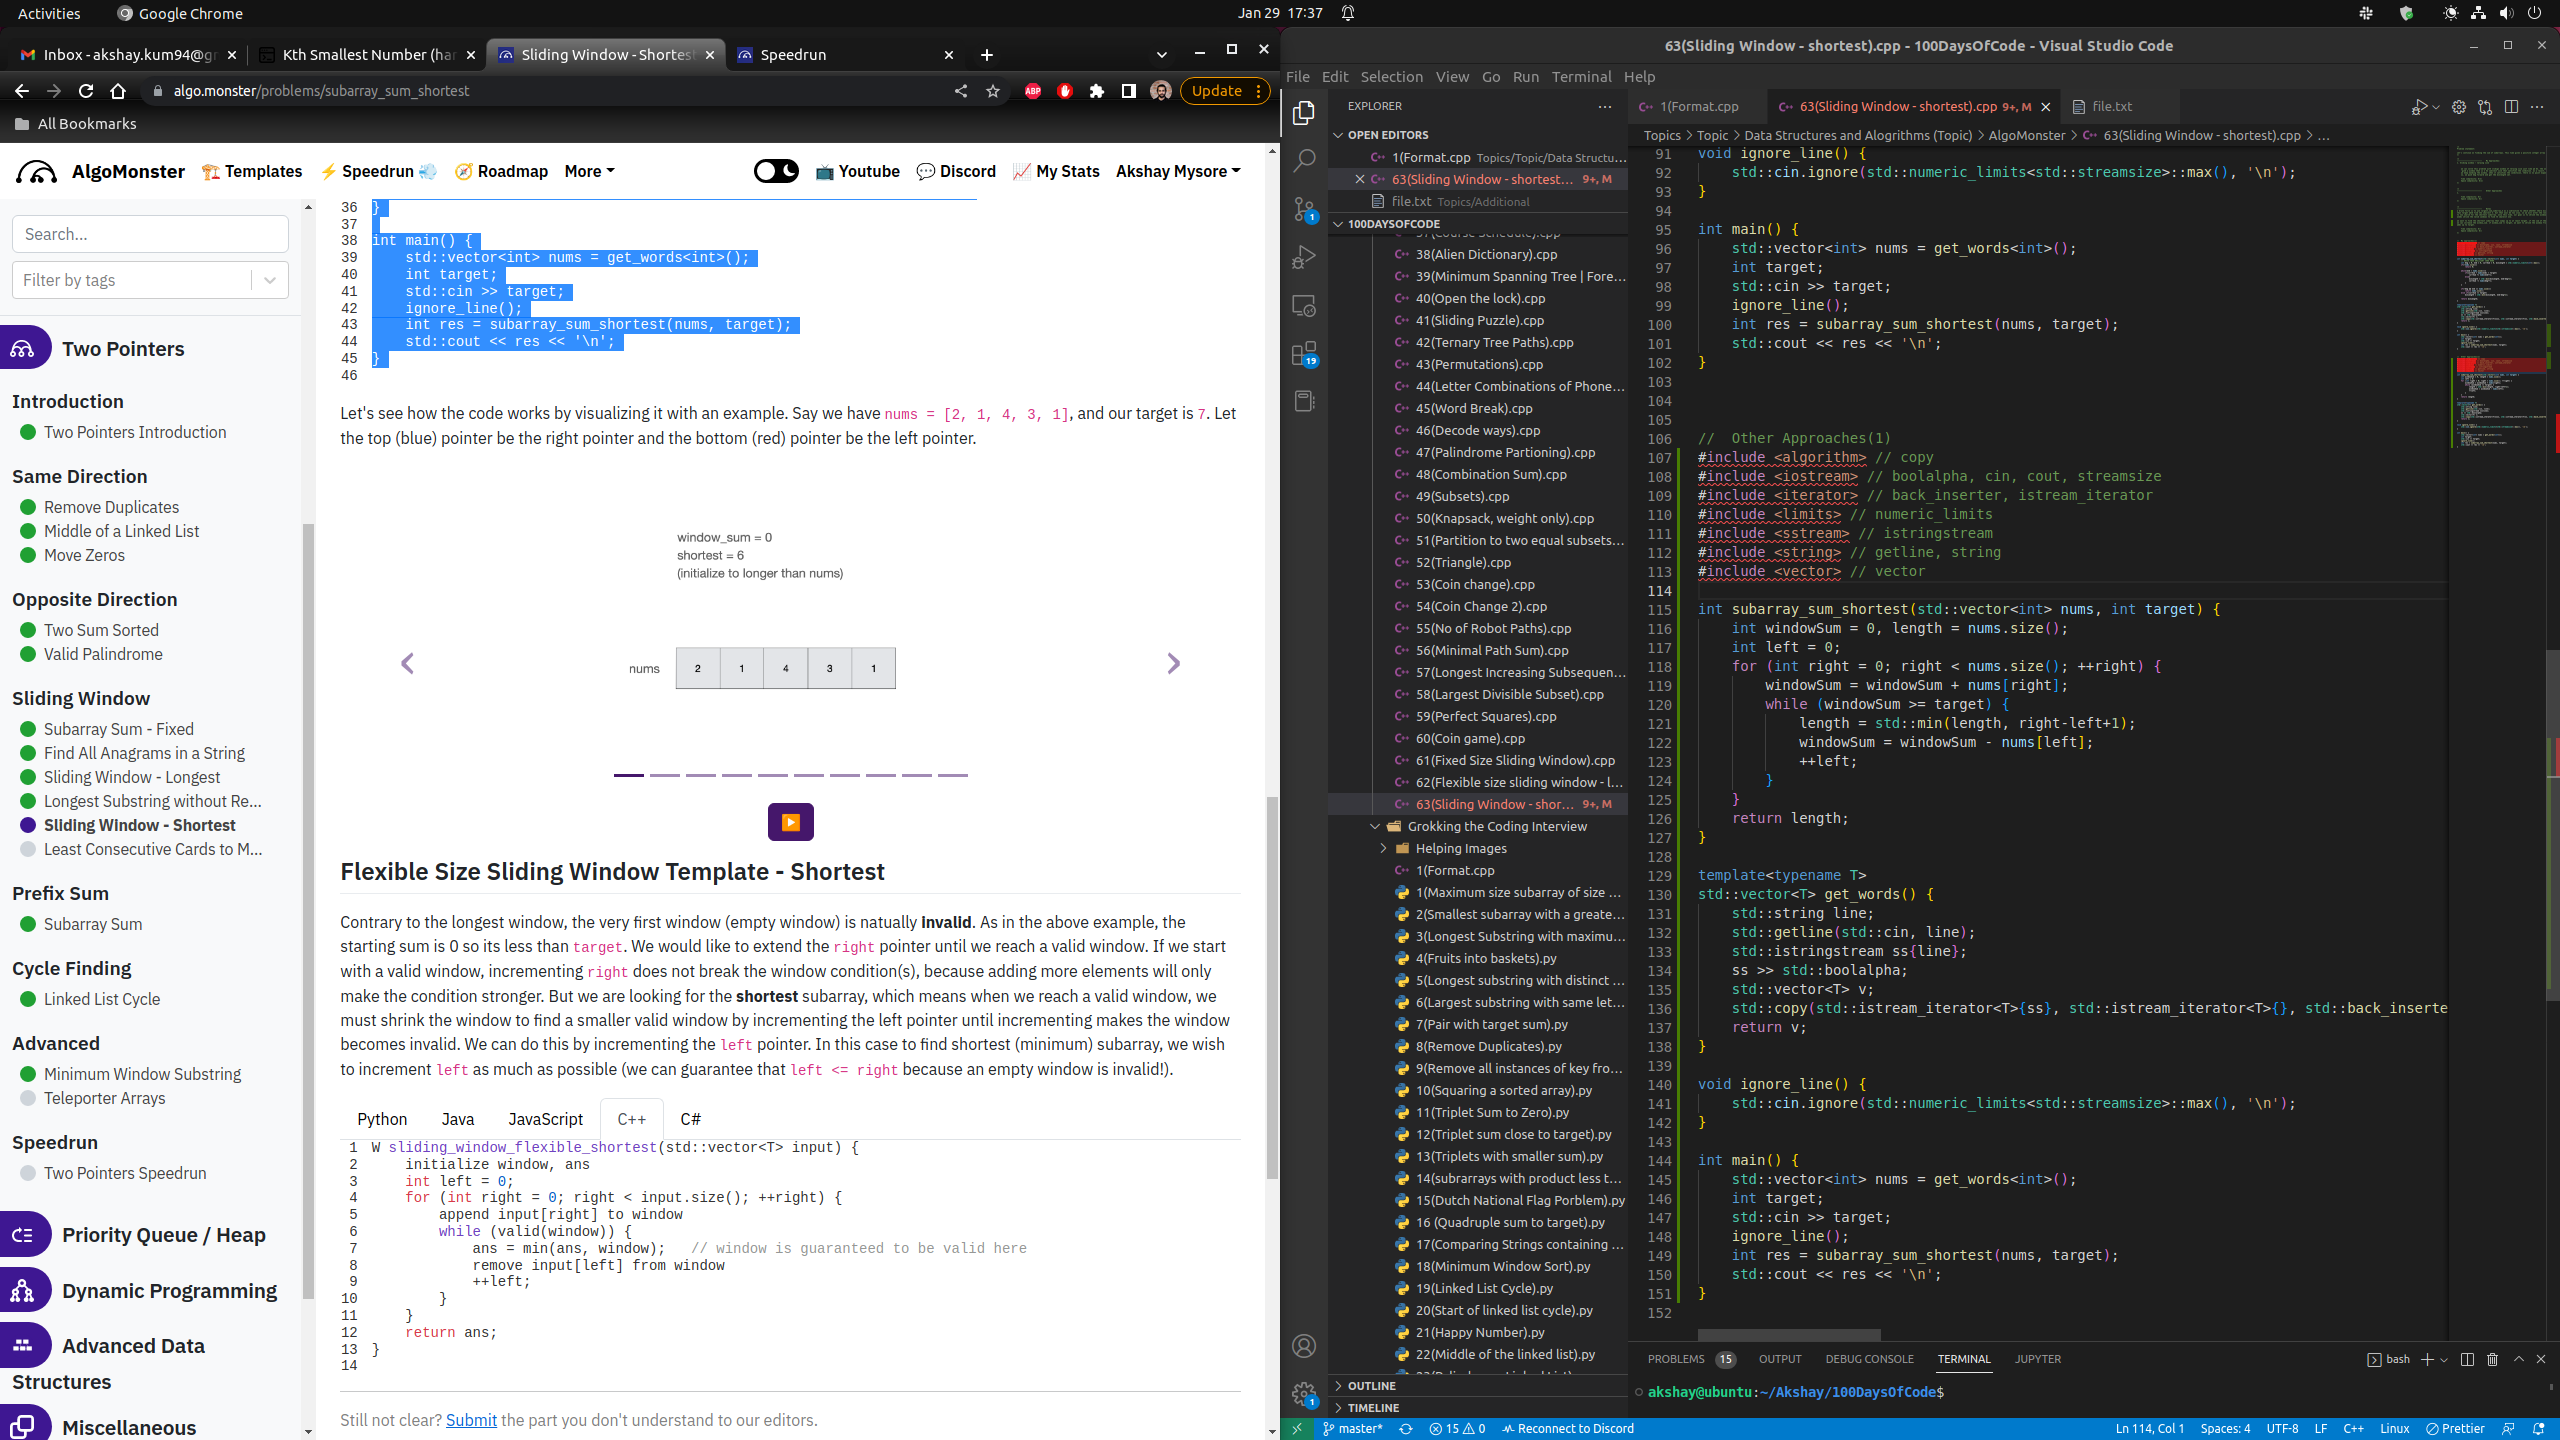 Activities
Google Chrome
Jan 29 17:37
Inbox - akshay.kum94@gr
Kth Smallest Number (har
Sliding Window - Shortest
Speedrun
algo.monster/problems/subarray_sum_shortest
ABP
Update
All Bookmarks
AlgoMonster
Templates
Speedrun
Roadmap
More
Youtube
Discord
My Stats
Akshay Mysore
Search...
Filter by tags
Two Pointers
Introduction
Two Pointers Introduction
Same Direction
Remove Duplicates
Middle of a Linked List
Move Zeros
Opposite Direction
Two Sum Sorted
Valid Palindrome
Sliding Window
Subarray Sum - Fixed
Find All Anagrams in a String
Sliding Window - Longest
Longest Substring without Re...
Sliding Window - Shortest
Least Consecutive Cards to M...
Prefix Sum
Subarray Sum
Cycle Finding
Linked List Cycle
Advanced
Minimum Window Substring
Teleporter Arrays
Speedrun
Two Pointers Speedrun
Priority Queue / Heap
Dynamic Programming
Advanced Data
Structures
Miscellaneous
36 }
37
38 int main() {
39 std::vector<int> nums = get_words<int>();
40 int target;
41 std::cin >> target;
42 ignore_line();
43 int res = subarray_sum_shortest(nums, target);
44 std::cout << res << '\n';
45 }
46
Let's see how the code works by visualizing it with an example. Say we have nums = [2, 1, 4, 3, 1], and our target is 7. Let
the top (blue) pointer be the right pointer and the bottom (red) pointer be the left pointer.
window_sum = 0
shortest = 6
(initialize to longer than nums)
nums 2 1 4 3 1
Flexible Size Sliding Window Template - Shortest
Contrary to the longest window, the very first window (empty window) is natually invalid. As in the above example, the
starting sum is 0 so its less than target. We would like to extend the right pointer until we reach a valid window. If we start
with a valid window, incrementing right does not break the window condition(s), because adding more elements will only
make the condition stronger. But we are looking for the shortest subarray, which means when we reach a valid window, we
must shrink the window to find a smaller valid window by incrementing the left pointer until incrementing makes the window
becomes invalid. We can do this by incrementing the left pointer. In this case to find shortest (minimum) subarray, we wish
to increment left as much as possible (we can guarantee that left <= right because an empty window is invalid!).
Python Java JavaScript C++ C#
1 W sliding_window_flexible_shortest(std::vector<T> input) {
2 initialize window, ans
3 int left = 0;
4 for (int right = 0; right < input.size(); ++right) {
5 append input[right] to window
6 while (valid(window)) {
7 ans = min(ans, window); // window is guaranteed to be valid here
8 remove input[left] from window
9 ++left;
10 }
11 }
12 return ans;
13 }
14
Still not clear? Submit the part you don't understand to our editors.
63(Sliding Window - shortest).cpp - 100DaysOfCode - Visual Studio Code
File Edit Selection View Go Run Terminal Help
1
19
1
EXPLORER
OPEN EDITORS
1(Format.cpp Topics/Topic/Data Structu...
63(Sliding Window - shortest... 9+, M
file.txt Topics/Additional
100DAYSOFCODE
38(Alien Dictionary).cpp
39(Minimum Spanning Tree | Fore...
40(Open the lock).cpp
41(Sliding Puzzle).cpp
42(Ternary Tree Paths).cpp
43(Permutations).cpp
44(Letter Combinations of Phone...
45(Word Break).cpp
46(Decode ways).cpp
47(Palindrome Partioning).cpp
48(Combination Sum).cpp
49(Subsets).cpp
50(Knapsack, weight only).cpp
51(Partition to two equal subsets...
52(Triangle).cpp
53(Coin change).cpp
54(Coin Change 2).cpp
55(No of Robot Paths).cpp
56(Minimal Path Sum).cpp
57(Longest Increasing Subsequen...
58(Largest Divisible Subset).cpp
59(Perfect Squares).cpp
60(Coin game).cpp
61(Fixed Size Sliding Window).cpp
62(Flexible size sliding window - l...
63(Sliding Window - shor... 9+, M
Grokking the Coding Interview
Helping Images
1(Format.cpp
1(Maximum size subarray of size ...
2(Smallest subarray with a greate...
3(Longest Substring with maximu...
4(Fruits into baskets).py
5(Longest substring with distinct ...
6(Largest substring with same let...
7(Pair with target sum).py
8(Remove Duplicates).py
9(Remove all instances of key fro...
10(Squaring a sorted array).py
11(Triplet Sum to Zero).py
12(Triplet sum close to target).py
13(Triplets with smaller sum).py
14(subrarrays with product less t...
15(Dutch National Flag Porblem).py
16 (Quadruple sum to target).py
17(Comparing Strings containing ...
18(Minimum Window Sort).py
19(Linked List Cycle).py
20(Start of linked list cycle).py
21(Happy Number).py
22(Middle of the linked list).py
OUTLINE
TIMELINE
1(Format.cpp
63(Sliding Window - shortest).cpp 9+, M
file.txt
Topics > Topic > Data Structures and Alogrithms (Topic) > AlgoMonster > 63(Sliding Window - shortest).cpp > ...
91 void ignore_line() {
92 std::cin.ignore(std::numeric_limits<std::streamsize>::max(), '\n');
93 }
94
95 int main() {
96 std::vector<int> nums = get_words<int>();
97 int target;
98 std::cin >> target;
99 ignore_line();
100 int res = subarray_sum_shortest(nums, target);
101 std::cout << res << '\n';
102 }
103
104
105
106 // Other Approaches(1)
107 #include <algorithm> // copy
108 #include <iostream> // boolalpha, cin, cout, streamsize
109 #include <iterator> // back_inserter, istream_iterator
110 #include <limits> // numeric_limits
111 #include <sstream> // istringstream
112 #include <string> // getline, string
113 #include <vector> // vector
114
115 int subarray_sum_shortest(std::vector<int> nums, int target) {
116 int windowSum = 0, length = nums.size();
117 int left = 0;
118 for (int right = 0; right < nums.size(); ++right) {
119 windowSum = windowSum + nums[right];
120 while (windowSum >= target) {
121 length = std::min(length, right-left+1);
122 windowSum = windowSum - nums[left];
123 ++left;
124 }
125 }
126 return length;
127 }
128
129 template<typename T>
130 std::vector<T> get_words() {
131 std::string line;
132 std::getline(std::cin, line);
133 std::istringstream ss{line};
134 ss >> std::boolalpha;
135 std::vector<T> v;
136 std::copy(std::istream_iterator<T>{ss}, std::istream_iterator<T>{}, std::back_inserte
137 return v;
138 }
139
140 void ignore_line() {
141 std::cin.ignore(std::numeric_limits<std::streamsize>::max(), '\n');
142 }
143
144 int main() {
145 std::vector<int> nums = get_words<int>();
146 int target;
147 std::cin >> target;
148 ignore_line();
149 int res = subarray_sum_shortest(nums, target);
150 std::cout << res << '\n';
151 }
152
PROBLEMS 15 OUTPUT DEBUG CONSOLE TERMINAL JUPYTER
bash
akshay@ubuntu:~/Akshay/100DaysOfCode$
master* 15 0 Reconnect to Discord
Ln 114, Col 1 Spaces: 4 UTF-8 LF C++ Linux Prettier